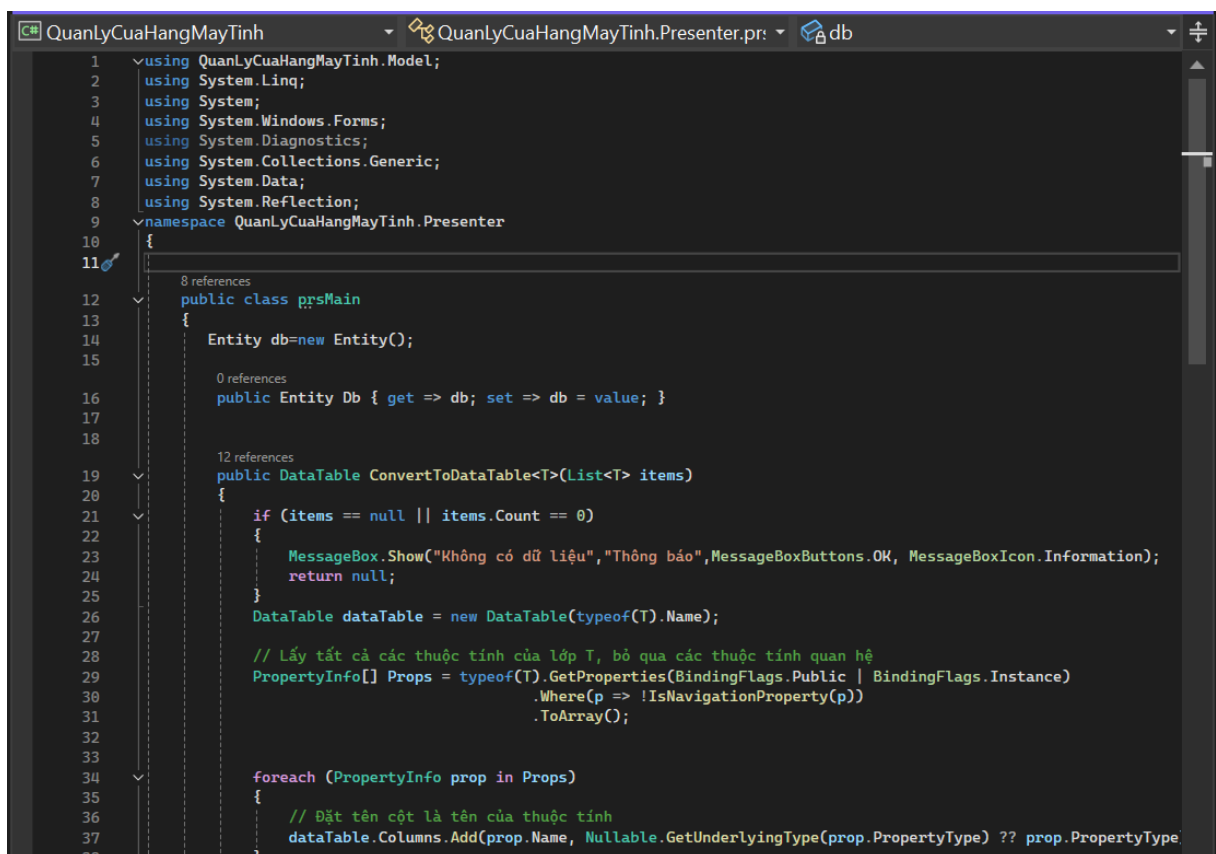 C# QuanLyCuaHangMayTinh QuanLyCuaHangMayTinh.Presenter.prs db
1 using QuanLyCuaHangMayTinh.Model;
2 using System.Linq;
3 using System;
4 using System.Windows.Forms;
5 using System.Diagnostics;
6 using System.Collections.Generic;
7 using System.Data;
8 using System.Reflection;
9 namespace QuanLyCuaHangMayTinh.Presenter
10 {
11
8 references
12 public class prsMain
13 {
14 Entity db=new Entity();
15
0 references
16 public Entity Db { get => db; set => db = value; }
17
18
12 references
19 public DataTable ConvertToDataTable<T>(List<T> items)
20 {
21 if (items == null || items.Count == 0)
22 {
23 MessageBox.Show("Không có dữ liệu","Thông báo",MessageBoxButtons.OK, MessageBoxIcon.Information);
24 return null;
25 }
26 DataTable dataTable = new DataTable(typeof(T).Name);
27
28 // Lấy tất cả các thuộc tính của lớp T, bỏ qua các thuộc tính quan hệ
29 PropertyInfo[] Props = typeof(T).GetProperties(BindingFlags.Public | BindingFlags.Instance)
30 .Where(p => !IsNavigationProperty(p))
31 .ToArray();
32
33
34 foreach (PropertyInfo prop in Props)
35 {
36 // Đặt tên cột là tên của thuộc tính
37 dataTable.Columns.Add(prop.Name, Nullable.GetUnderlyingType(prop.PropertyType) ?? prop.PropertyType